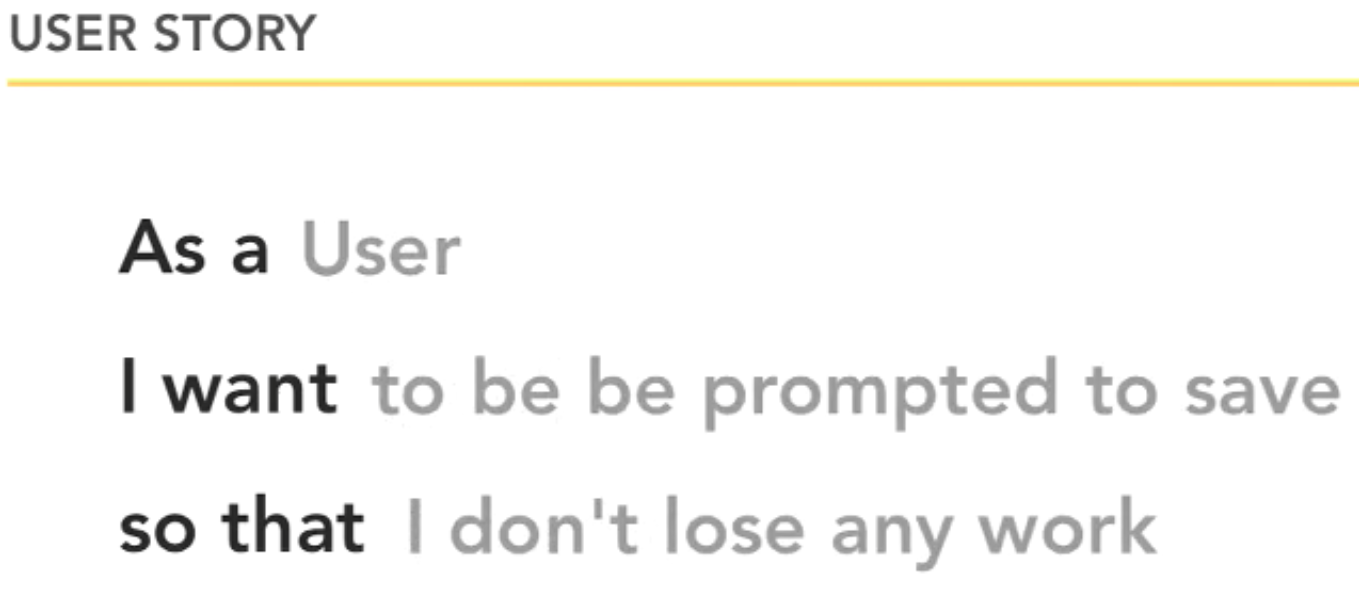 USER STORY
As a User
I want to be be prompted to save
so that I don't lose any work